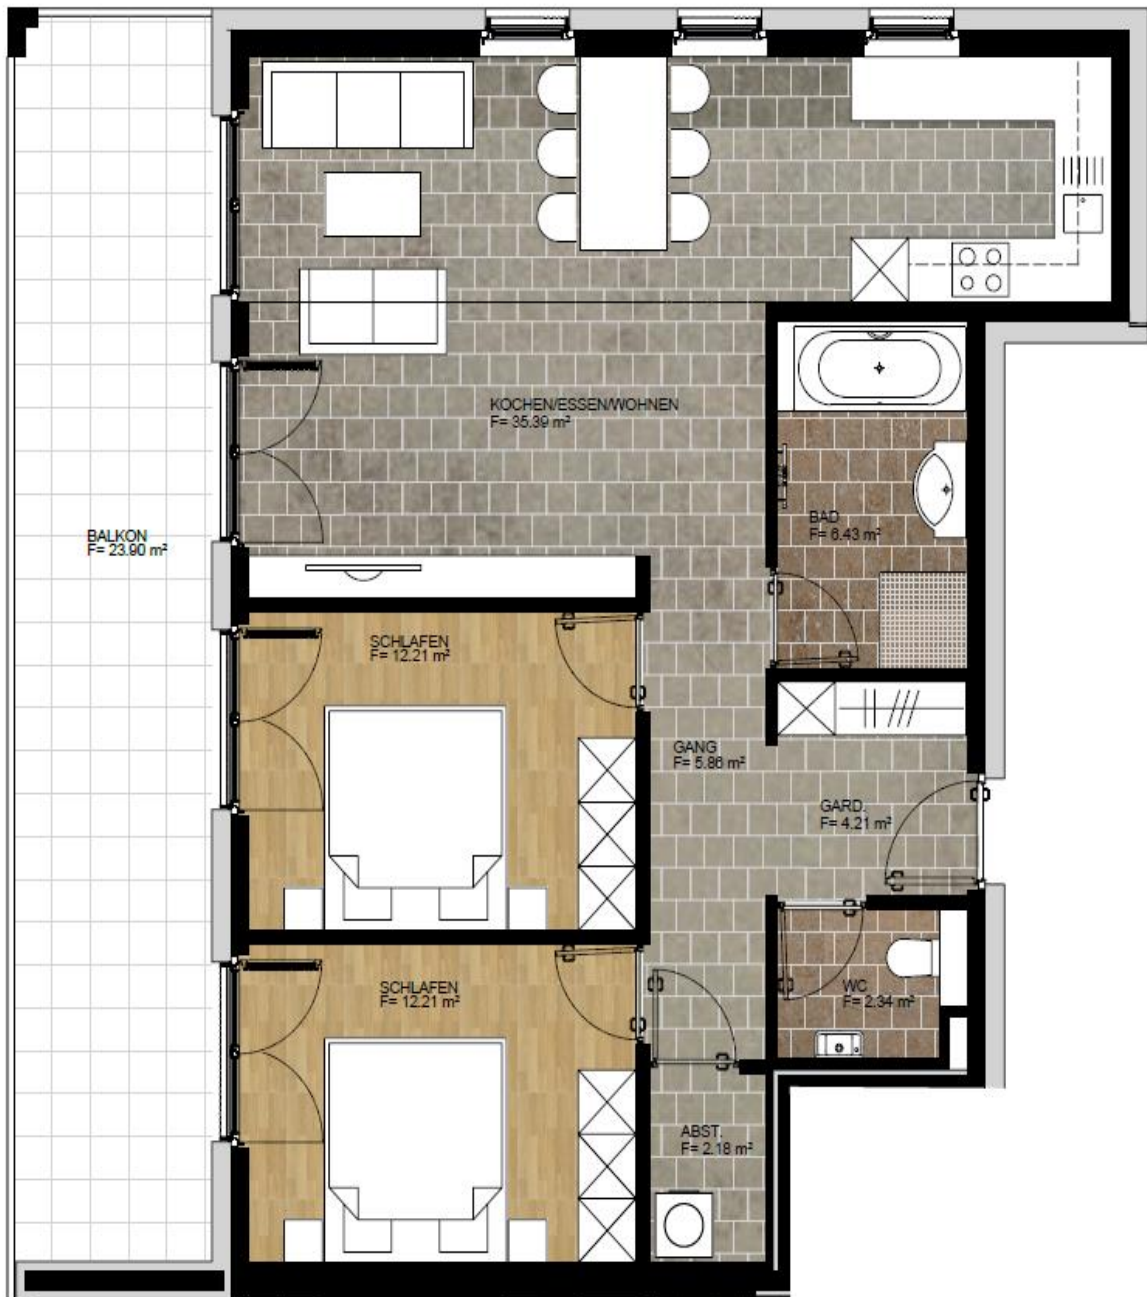 KOCHEN/ESSEN/WOHNEN
F= 35.39 m²
BAD
F= 6.43 m²
BALKON
F= 23.90 m²
SCHLAFEN
F= 12.21 m²
GANG
F= 5.86 m²
GARD.
F= 4.21 m²
SCHLAFEN
F= 12.21 m²
WC
F= 2.34 m²
ABST.
F= 2.18 m²